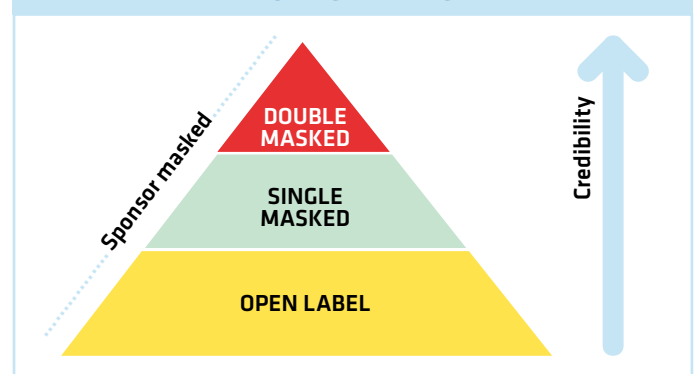 DOUBLE
MASKED
Sponsor masked
Credibility
SINGLE
MASKED
OPEN LABEL